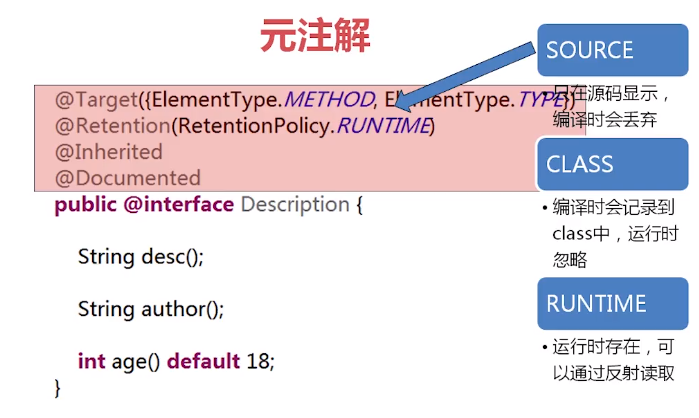 元注解
@Target({ElementType.METHOD, ElementType.TYPE})
@Retention(RetentionPolicy.RUNTIME)
@Inherited
@Documented
public @interface Description {
String desc();
String author();
int age() default 18;
}
SOURCE
• 只在源码显示，
编译时会丢弃
CLASS
• 编译时会记录到
class中，运行时
忽略
RUNTIME
• 运行时存在，可
以通过反射读取